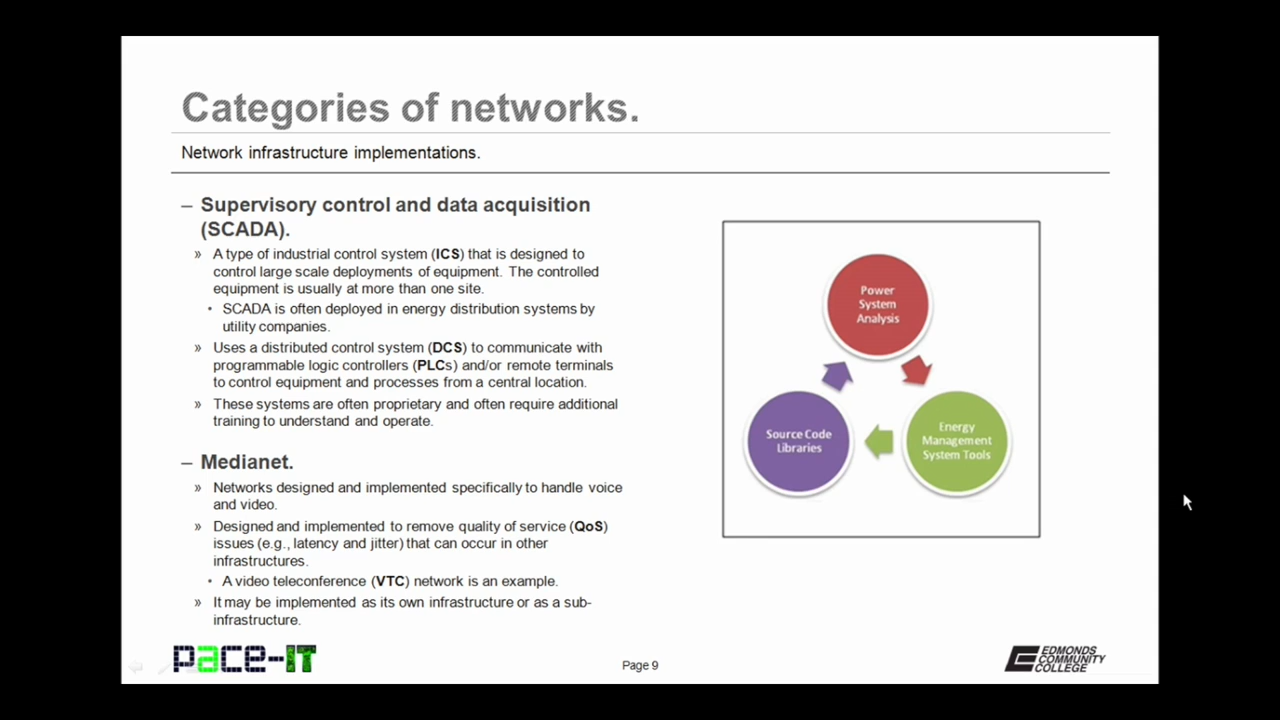 Categories of networks.
Network infrastructure implementations.
– Supervisory control and data acquisition
(SCADA).
» A type of industrial control system (ICS) that is designed to
control large scale deployments of equipment. The controlled
equipment is usually at more than one site.
• SCADA is often deployed in energy distribution systems by
utility companies.
» Uses a distributed control system (DCS) to communicate with
programmable logic controllers (PLCs) and/or remote terminals
to control equipment and processes from a central location.
» These systems are often proprietary and often require additional
training to understand and operate.
– Medianet.
» Networks designed and implemented specifically to handle voice
and video.
» Designed and implemented to remove quality of service (QoS)
issues (e.g., latency and jitter) that can occur in other
infrastructures.
• A video teleconference (VTC) network is an example.
» It may be implemented as its own infrastructure or as a sub-
infrastructure.
Power
System
Analysis
Energy
Management
System Tools
Source Code
Libraries
pace-IT
Page 9
EDMONDS
COMMUNITY
COLLEGE